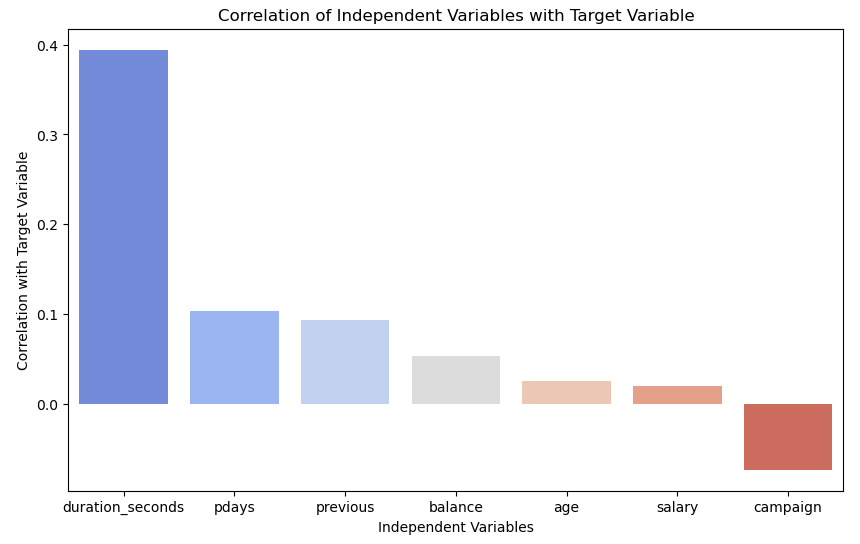 Correlation of Independent Variables with Target Variable
Correlation with Target Variable
0.4
0.3
0.2
0.1
0.0
duration_seconds pdays previous balance age salary campaign
Independent Variables